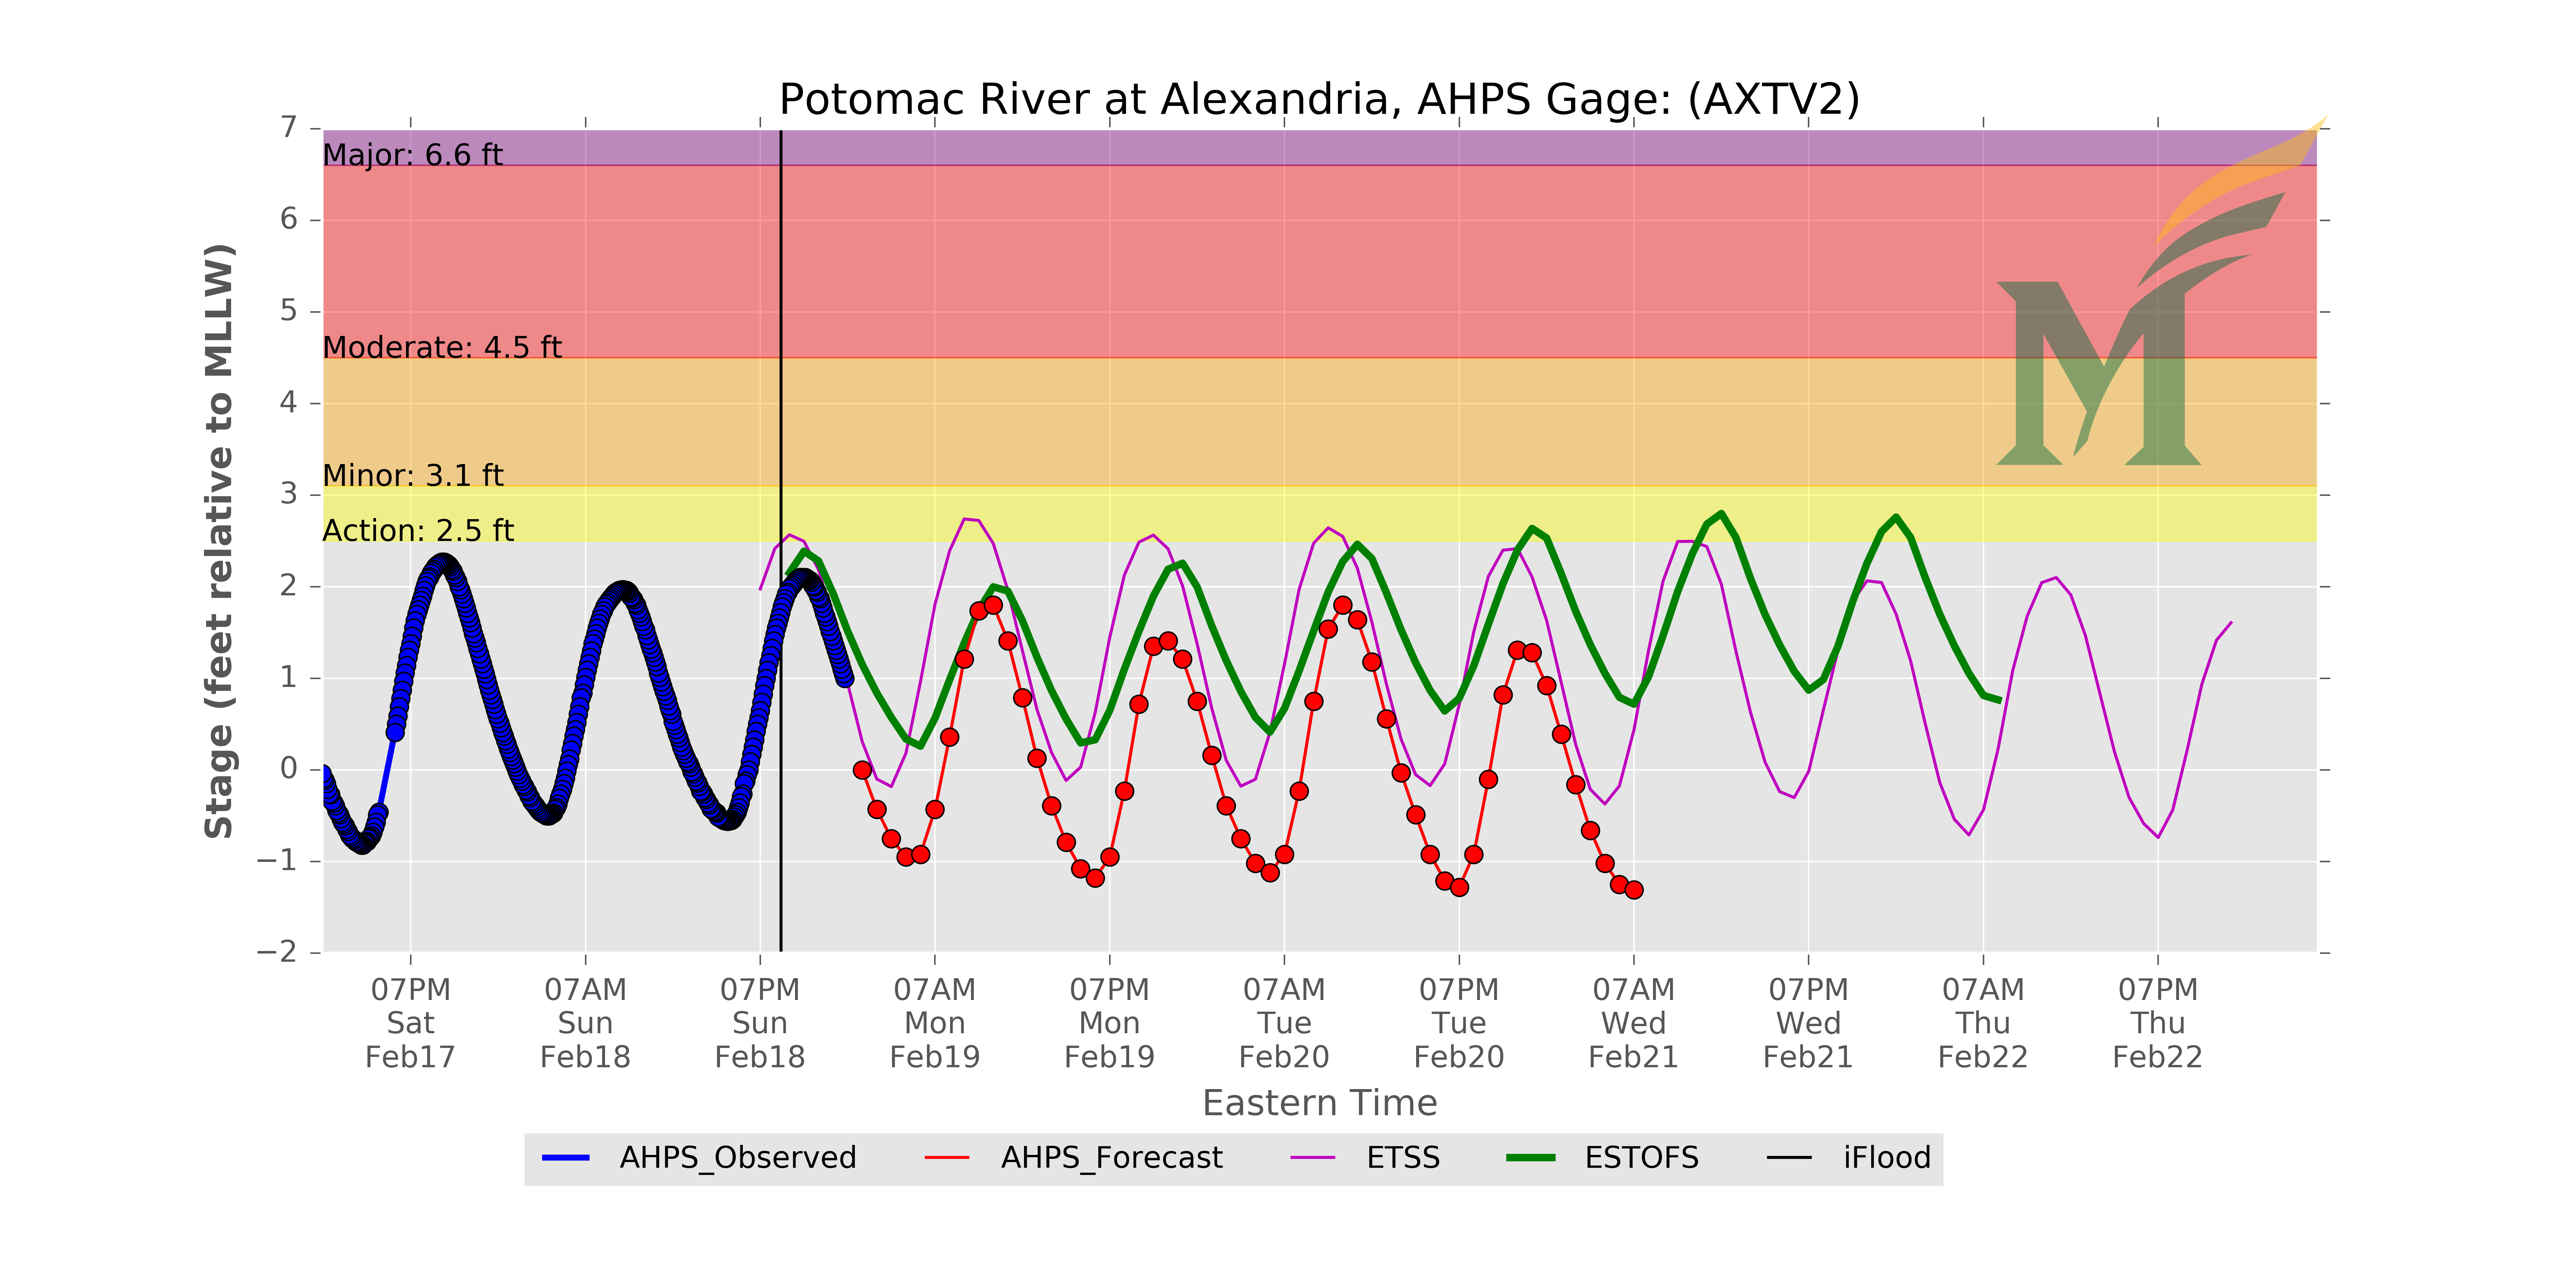 Potomac River at Alexandria, AHPS Gage: (AXTV2)
7
Major: 6.6 ft
6
5
Moderate: 4.5 ft
4
Minor: 3.1 ft
3
Action: 2.5 ft
2
1
0
−1
−2
Stage (feet relative to MLLW)
07PM 07AM 07PM 07AM 07PM 07AM 07PM 07AM 07PM 07AM 07PM
Sat Sun Sun Mon Mon Tue Tue Wed Wed Thu Thu
Feb17 Feb18 Feb18 Feb19 Feb19 Feb20 Feb20 Feb21 Feb21 Feb22 Feb22
Eastern Time
AHPS_Observed AHPS_Forecast ETSS ESTOFS iFlood
M